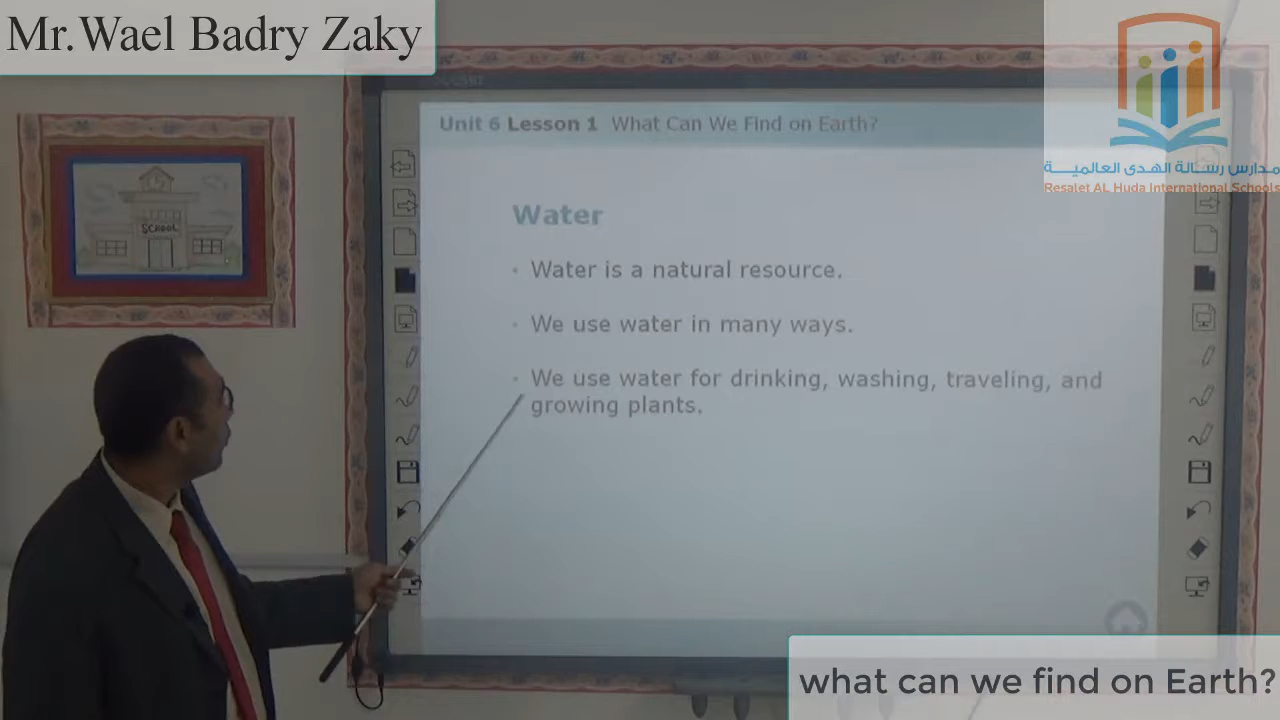 Mr.Wael Badry Zaky
مدارس رسالة الهدى العالمية
Resalet AL Huda International Schools
Unit 6 Lesson 1 What Can We Find on Earth?
SCHOOL
Water
• Water is a natural resource.
• We use water in many ways.
• We use water for drinking, washing, traveling, and
growing plants.
what can we find on Earth?